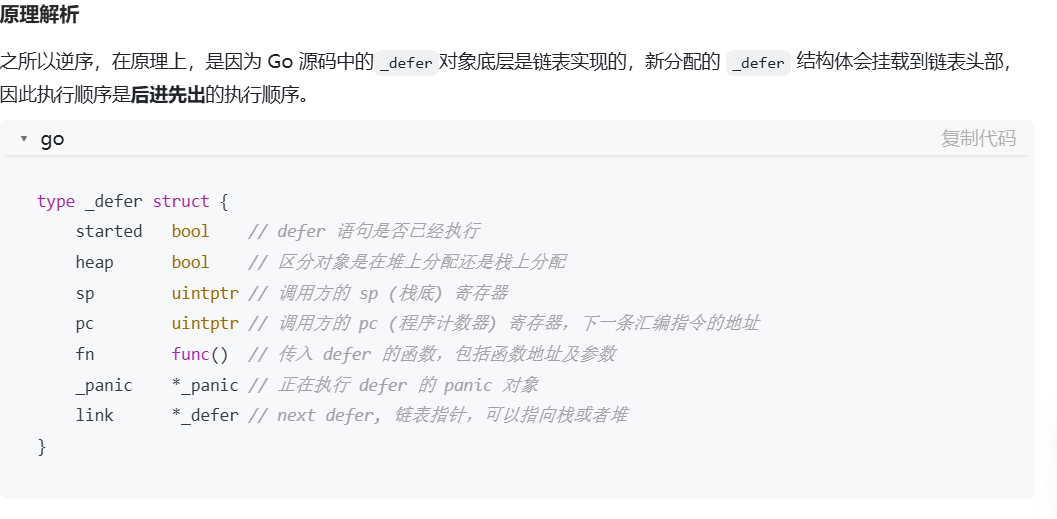 原理解析
之所以逆序，在原理上，是因为 Go 源码中的 _defer 对象底层是链表实现的，新分配的 _defer 结构体会挂载到链表头部，
因此执行顺序是后进先出的执行顺序。
▼ go 复制代码
type _defer struct {
    started   bool    // defer 语句是否已经执行
    heap      bool    // 区分对象是在堆上分配还是栈上分配
    sp        uintptr // 调用方的 sp (栈底) 寄存器
    pc        uintptr // 调用方的 pc (程序计数器) 寄存器，下一条汇编指令的地址
    fn        func()  // 传入 defer 的函数，包括函数地址及参数
    _panic    *_panic // 正在执行 defer 的 panic 对象
    link      *_defer // next defer, 链表指针，可以指向栈或者堆
}